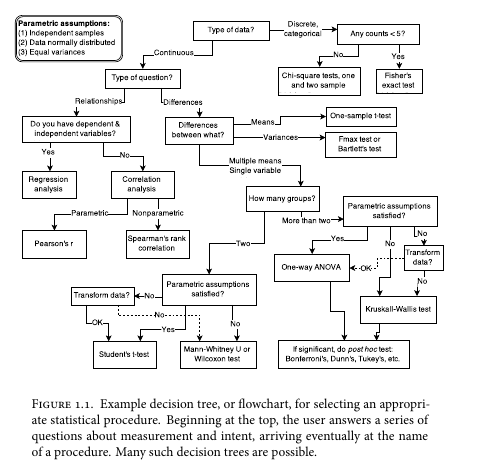 Parametric assumptions:
(1) Independent samples
(2) Data normally distributed
(3) Equal variances
Type of data?
Discrete,
categorical
Any counts < 5?
Continuous
No
Yes
Type of question?
Chi-square tests, one
and two sample
Fisher's
exact test
Relationships
Differences
Do you have dependent &
independent variables?
Differences
between what?
Means
One-sample t-test
Variances
Fmax test or
Bartlett's test
Yes
No
Multiple means
Single variable
Regression
analysis
Correlation
analysis
How many groups?
Parametric assumptions
satisfied?
Parametric
Nonparametric
More than two
Yes
No
No
Pearson's r
Spearman's rank
correlation
Two
One-way ANOVA
OK
Transform
data?
No
Parametric assumptions
satisfied?
Transform data?
No
Kruskall-Wallis test
OK
No
Yes
No
Student's t-test
Mann-Whitney U or
Wilcoxon test
If significant, do post hoc test:
Bonferroni's, Dunn's, Tukey's, etc.
Figure 1.1. Example decision tree, or flowchart, for selecting an appropri-
ate statistical procedure. Beginning at the top, the user answers a series of
questions about measurement and intent, arriving eventually at the name
of a procedure. Many such decision trees are possible.